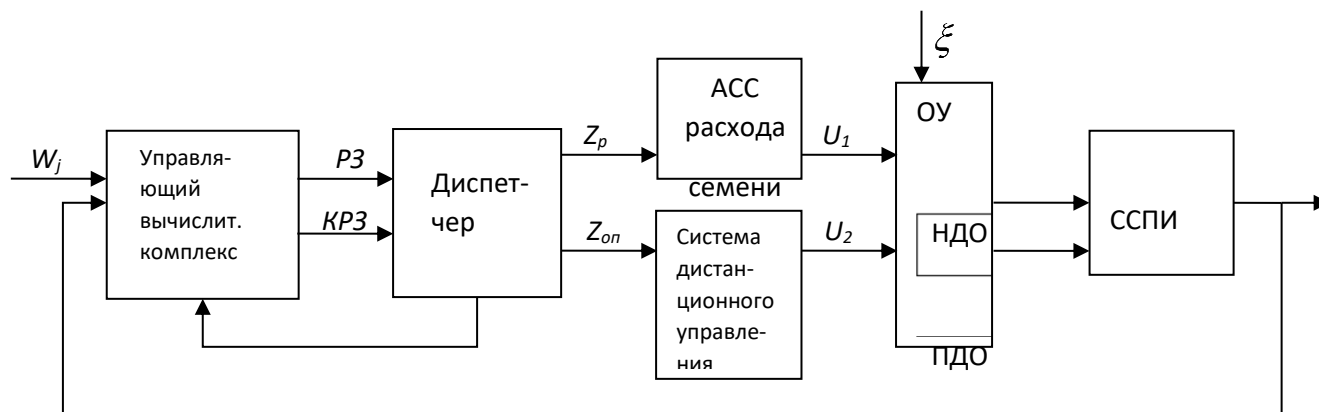 ξ
АСС
расхода
семени
ОУ
W_j
Управля-
ющий
вычислит.
комплекс
РЗ
КРЗ
Диспет-
чер
Z_р
Z_оп
U_1
U_2
Система
дистан-
ционного
управле-
ния
НДО
ПДО
ССПИ